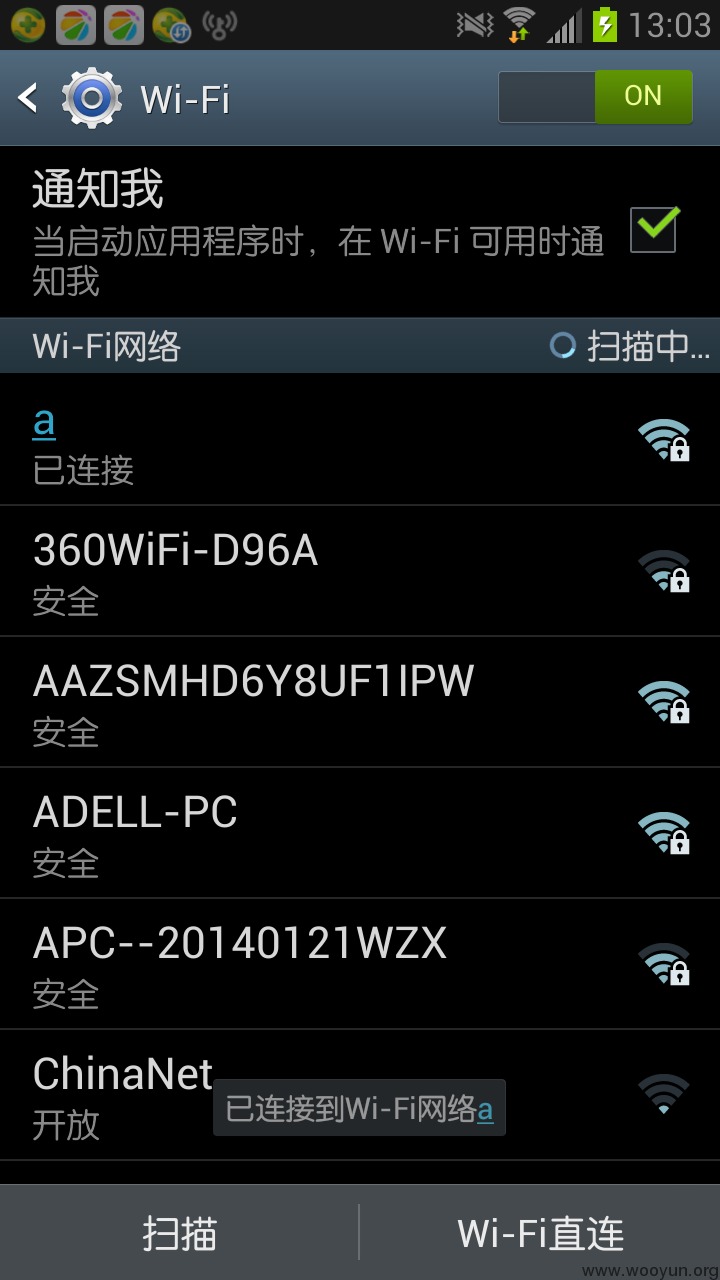 13:03
Wi-Fi
ON
通知我
当启动应用程序时，在 Wi-Fi 可用时通
知我
Wi-Fi网络
扫描中...
a
已连接
360WiFi-D96A
安全
AAZSMHD6Y8UF1IPW
安全
ADELL-PC
安全
APC--20140121WZX
安全
ChinaNet
开放
已连接到Wi-Fi网络a
扫描
Wi-Fi直连
www.wooyun.org